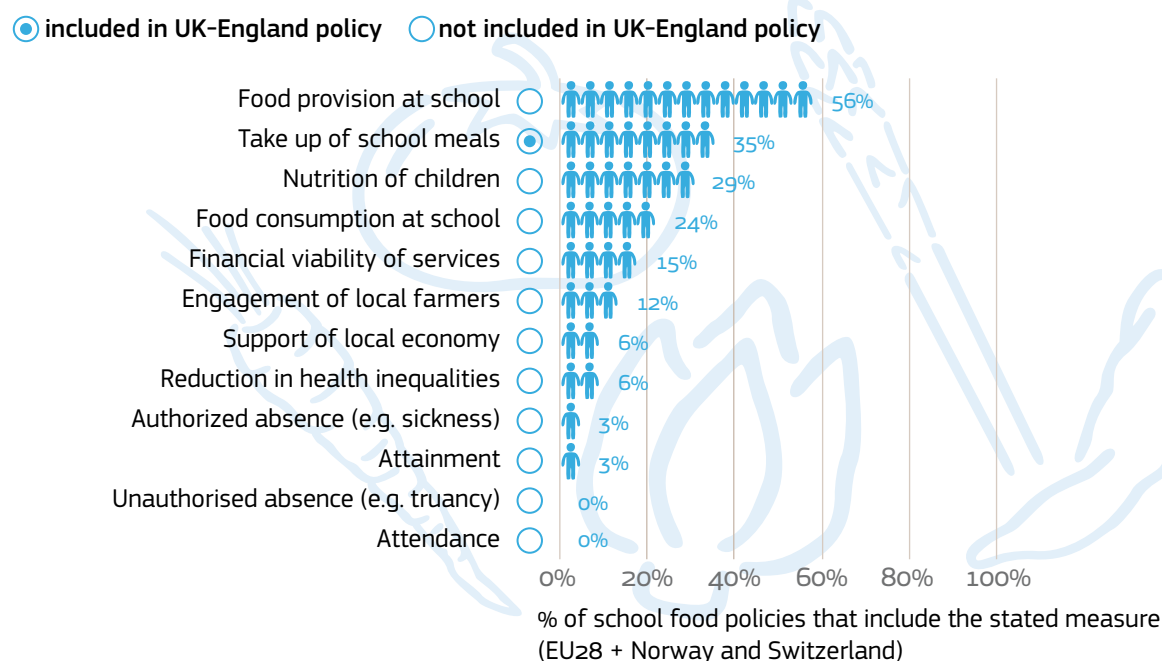 included in UK-England policy not included in UK-England policy
Food provision at school 56%
Take up of school meals 35%
Nutrition of children 29%
Food consumption at school 24%
Financial viability of services 15%
Engagement of local farmers 12%
Support of local economy 6%
Reduction in health inequalities 6%
Authorized absence (e.g. sickness) 3%
Attainment 3%
Unauthorised absence (e.g. truancy) 0%
Attendance 0%
0% 20% 40% 60% 80% 100%
% of school food policies that include the stated measure
(EU28 + Norway and Switzerland)